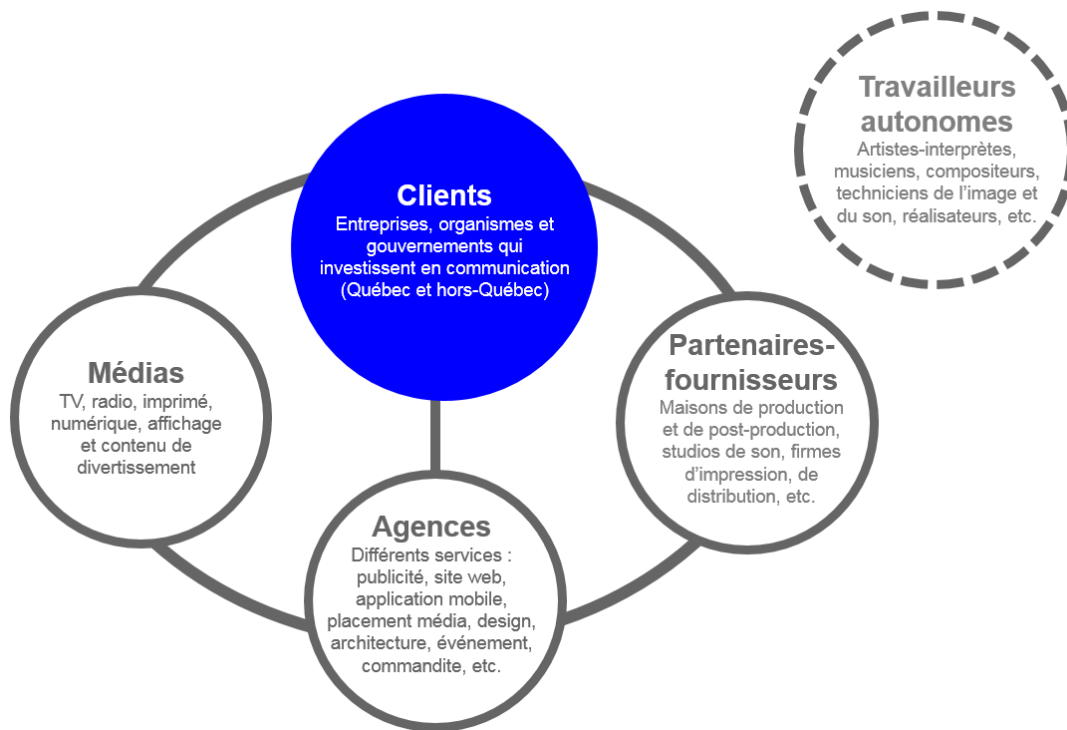 Travailleurs
autonomes
Artistes-interprètes,
musiciens, compositeurs,
techniciens de l'image et
du son, réalisateurs, etc.
Clients
Entreprises, organismes et
gouvernements qui
investissent en communication
(Québec et hors-Québec)
Médias
TV, radio, imprimé,
numérique, affichage
et contenu de
divertissement
Partenaires-
fournisseurs
Maisons de production
et de post-production,
studios de son, firmes
d'impression, de
distribution, etc.
Agences
Différents services :
publicité, site web,
application mobile,
placement média, design,
architecture, événement,
commandite, etc.